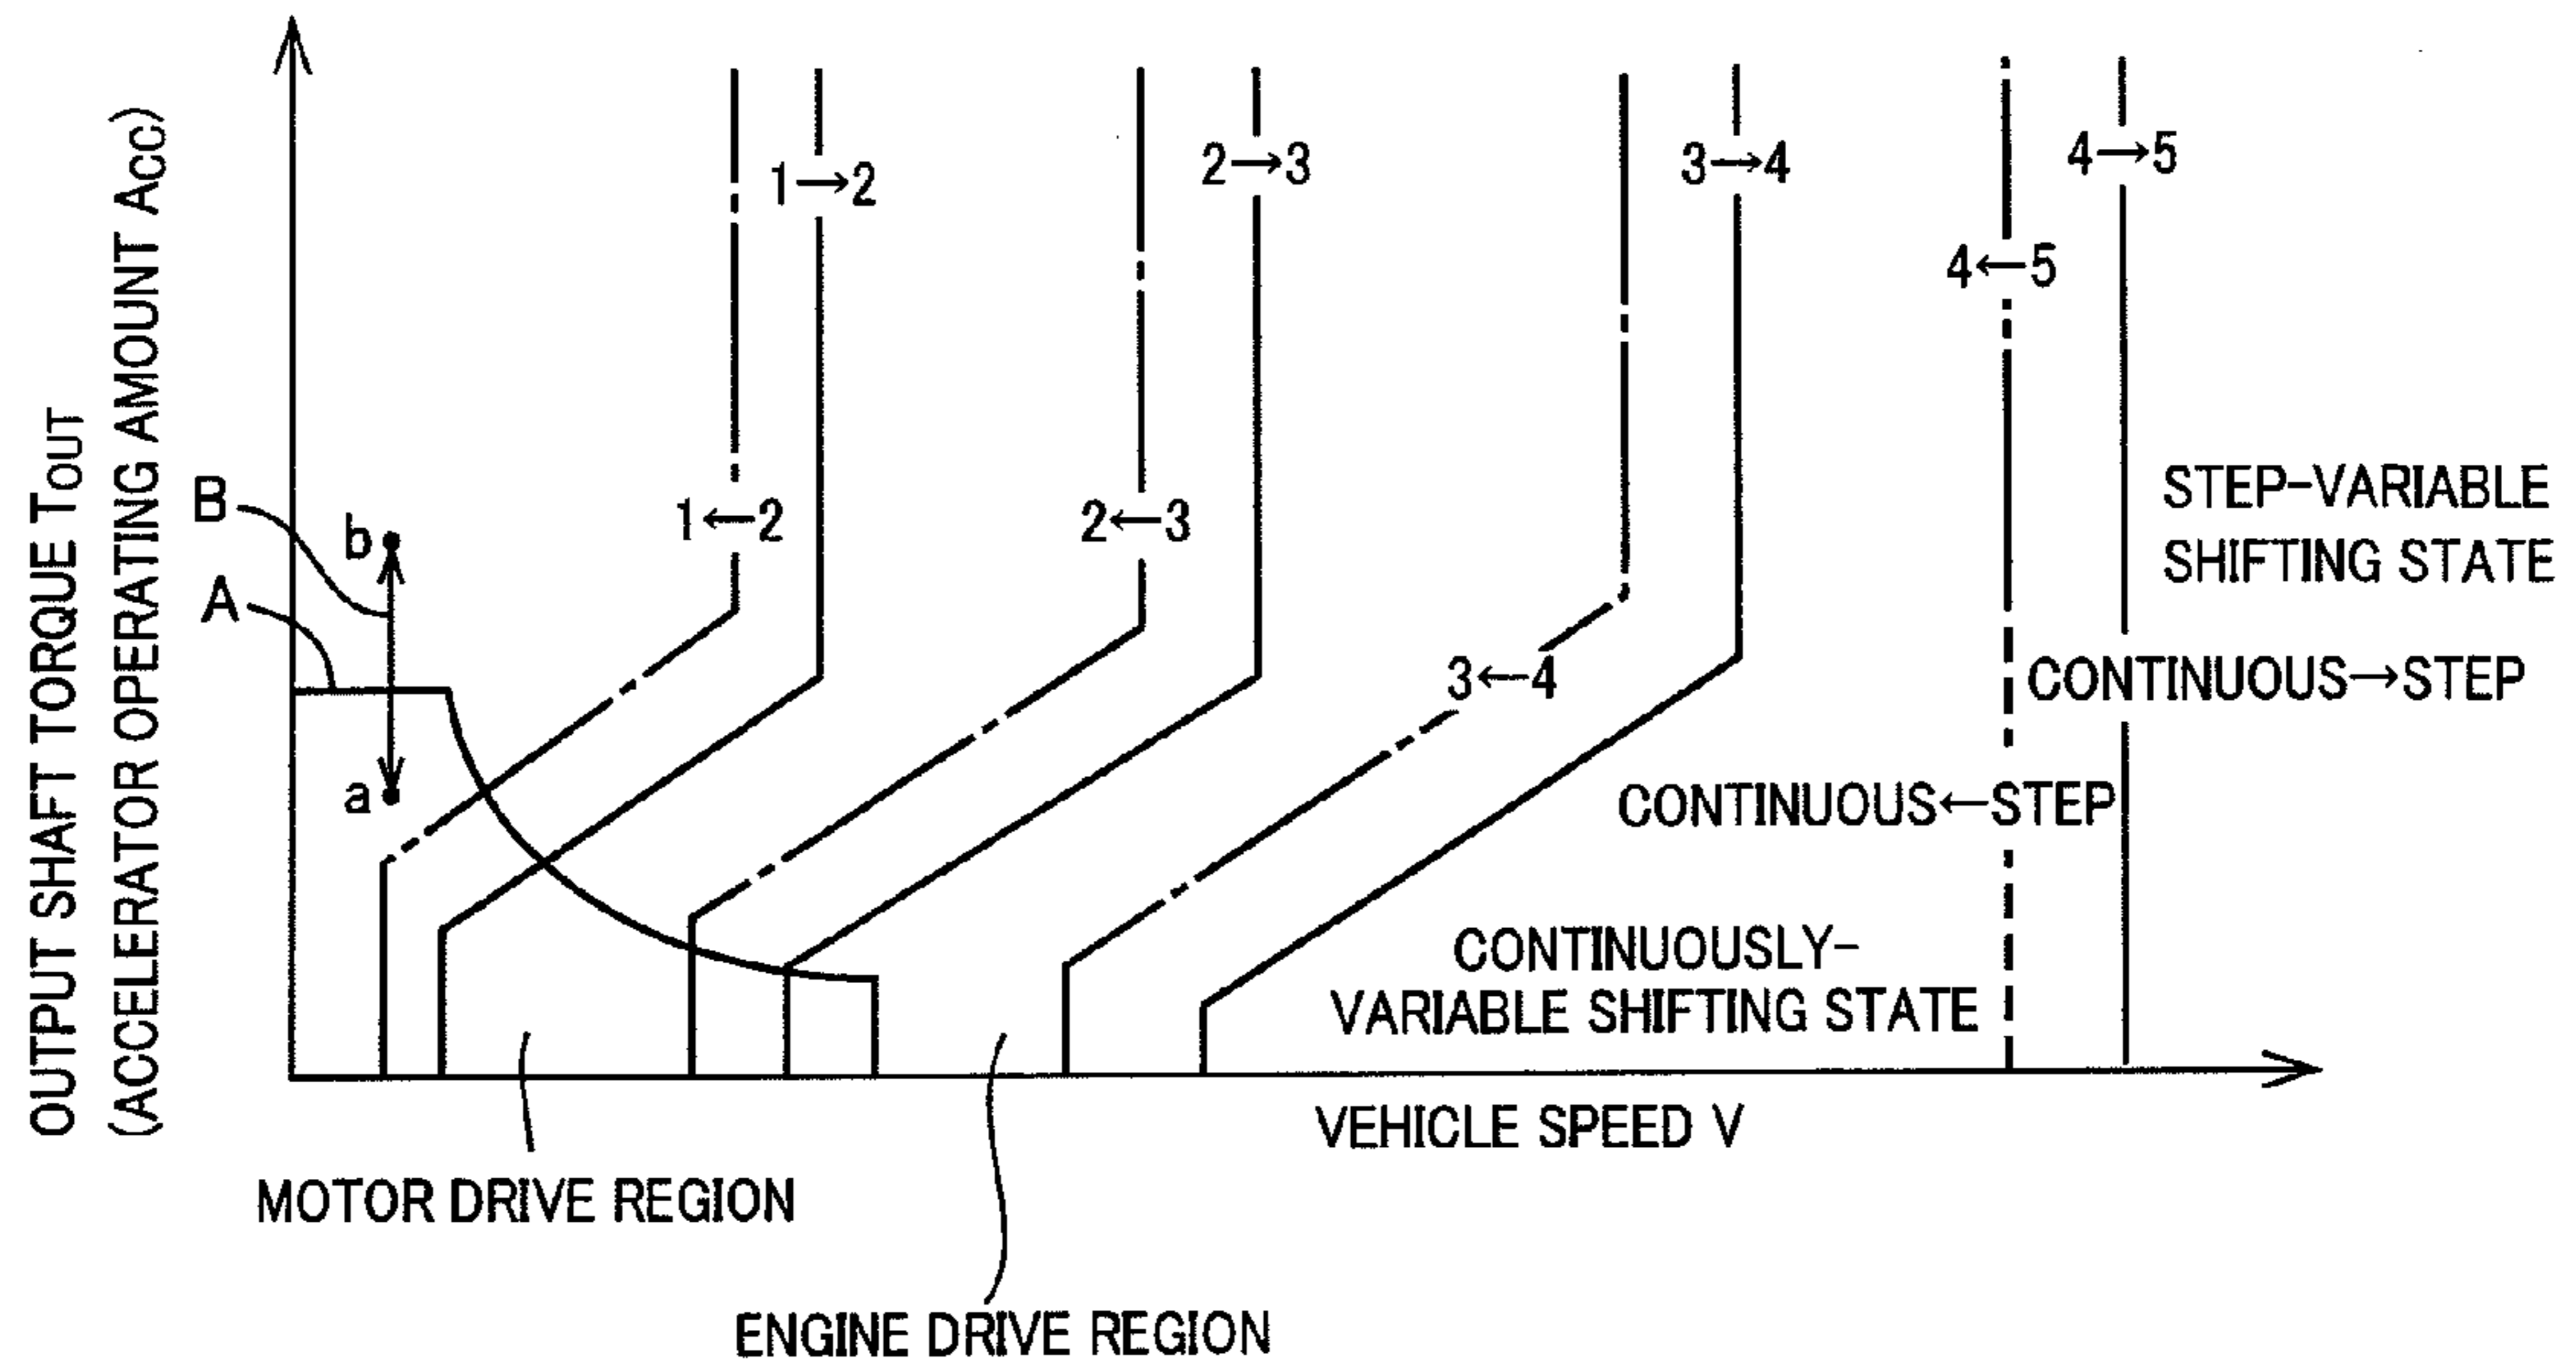 OUTPUT SHAFT TORQUE TOUT
(ACCELERATOR OPERATING AMOUNT ACC)
1→2
2→3
3→4
4→5
4←5
B
b
1←2
2←3
STEP-VARIABLE
SHIFTING STATE
A
3←4
CONTINUOUS→STEP
a
CONTINUOUS←STEP
CONTINUOUSLY-
VARIABLE SHIFTING STATE
VEHICLE SPEED V
MOTOR DRIVE REGION
ENGINE DRIVE REGION